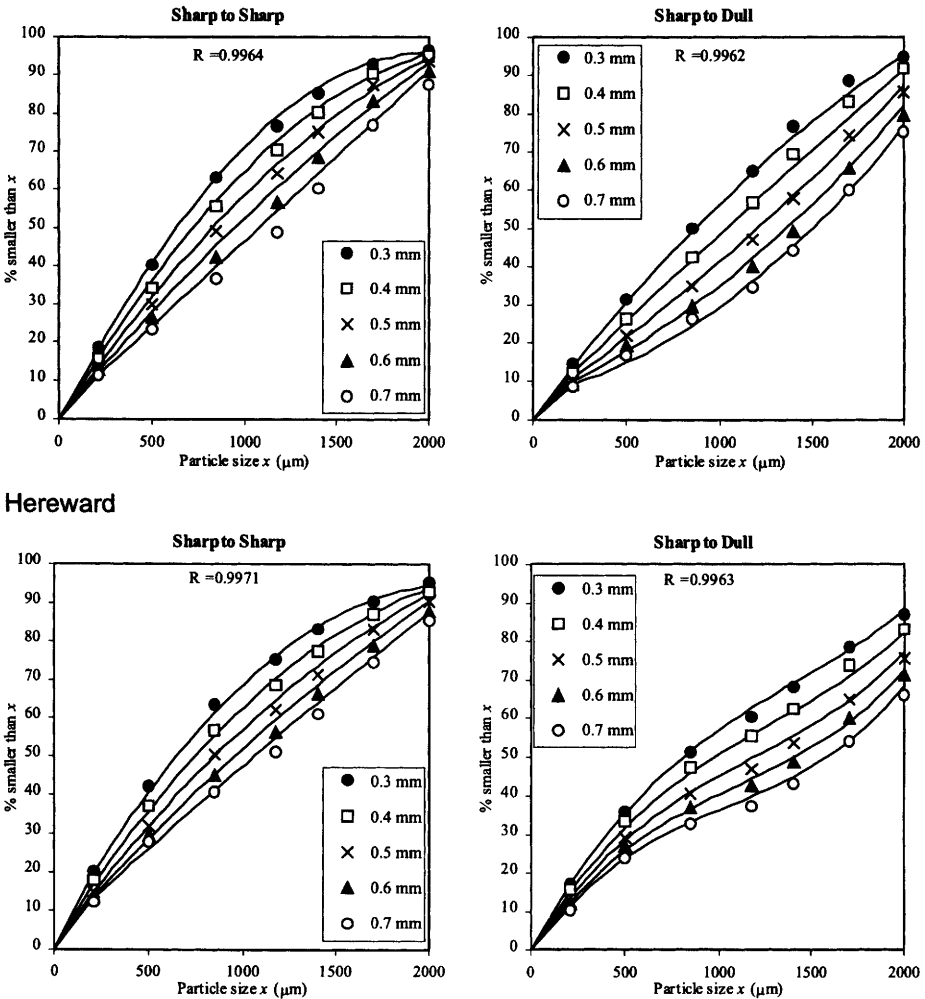 Sharp to Sharp
R =0.9964
100
90
80
70
60
50
40
30
20
10
0
% smaller than x
0 500 1000 1500 2000
Particle size x (μm)
0.3 mm
0.4 mm
0.5 mm
0.6 mm
0.7 mm
Sharp to Dull
R =0.9962
100
90
80
70
60
50
40
30
20
10
0
% smaller than x
0 500 1000 1500 2000
Particle size x (μm)
0.3 mm
0.4 mm
0.5 mm
0.6 mm
0.7 mm
Hereward
Sharp to Sharp
R =0.9971
100
90
80
70
60
50
40
30
20
10
0
% smaller than x
0 500 1000 1500 2000
Particle size x (μm)
0.3 mm
0.4 mm
0.5 mm
0.6 mm
0.7 mm
Sharp to Dull
R =0.9963
100
90
80
70
60
50
40
30
20
10
0
% smaller than x
0 500 1000 1500 2000
Particle size x (μm)
0.3 mm
0.4 mm
0.5 mm
0.6 mm
0.7 mm